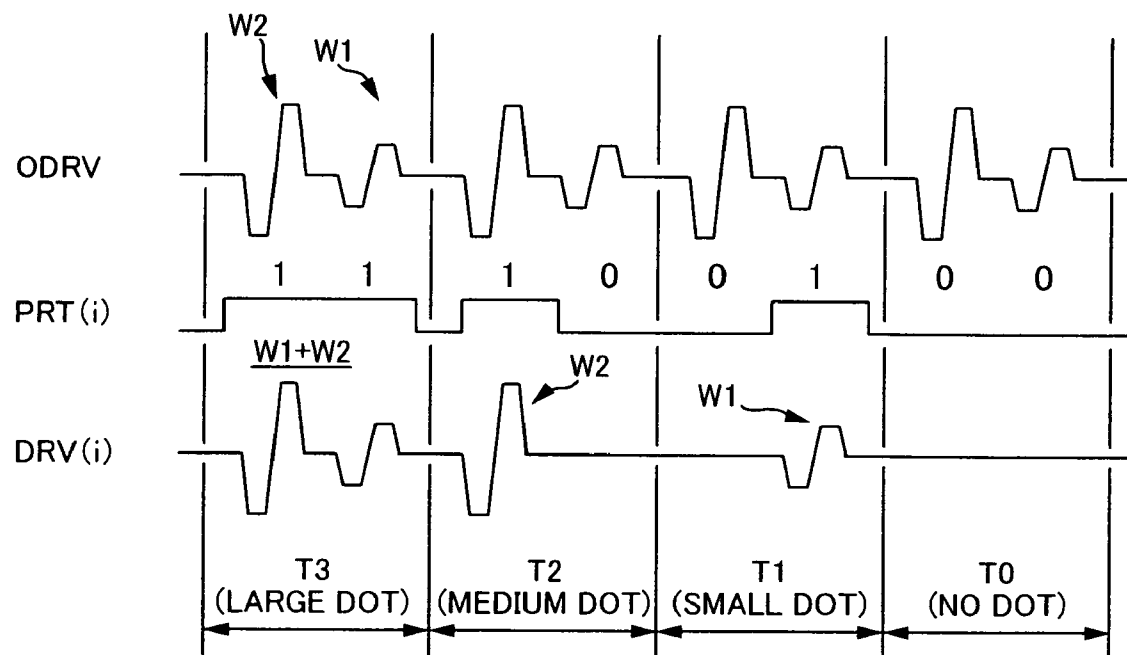 W2
W1
ODRV
1 1 1 0 0 1 0 0
PRT(i)
W1+W2
W2
W1
DRV(i)
T3 T2 T1 T0
(LARGE DOT) (MEDIUM DOT) (SMALL DOT) (NO DOT)